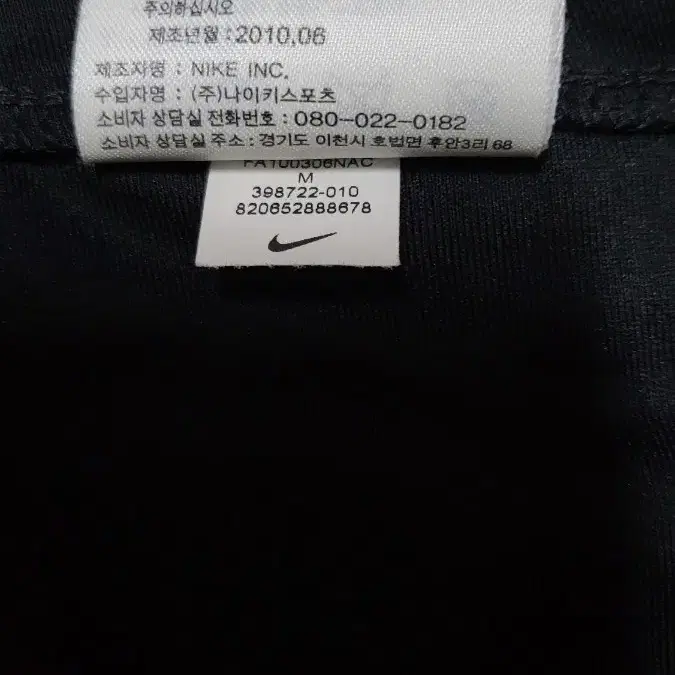 주의하십시오
제조년월 : 2010.06
제조자명 : NIKE INC.
수입자명 : (주)나이키스포츠
소비자 상담실 전화번호 : 080-022-0182
소비자 상담실 주소 : 경기도 이천시 호법면 후안3리 68
FA100306NAC
M
398722-010
820652888678